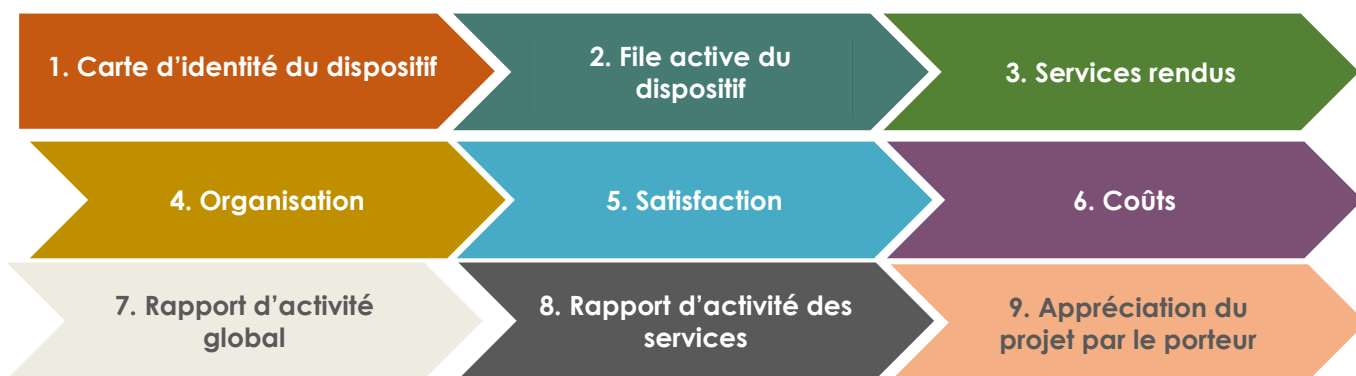 1. Carte d’identité du dispositif
2. File active du
dispositif
3. Services rendus
4. Organisation
5. Satisfaction
6. Coûts
7. Rapport d’activité
global
8. Rapport d’activité des
services
9. Appréciation du
projet par le porteur